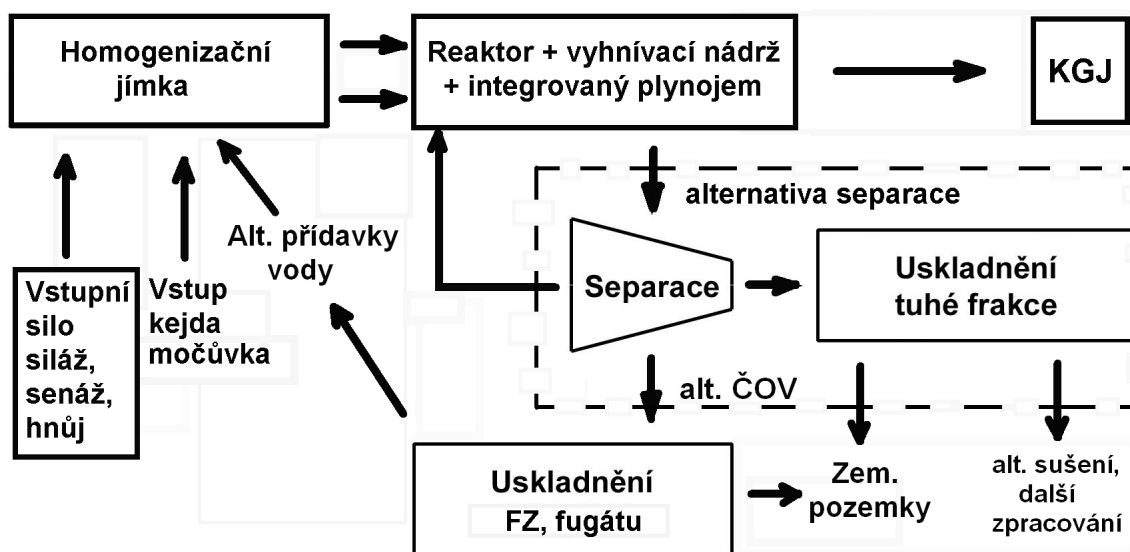 Homogenizační
jímka
Reaktor + vyhnívací nádrž
+ integrovaný plynojem
KGJ
alternativa separace
Alt. přídavky
vody
Vstupní
silo
siláž,
senáž,
hnůj
Vstup
kejda
močůvka
Separace
Uskladnění
tuhé frakce
alt. ČOV
Uskladnění
FZ, fugátu
Zem.
pozemky
alt. sušení,
další
zpracování